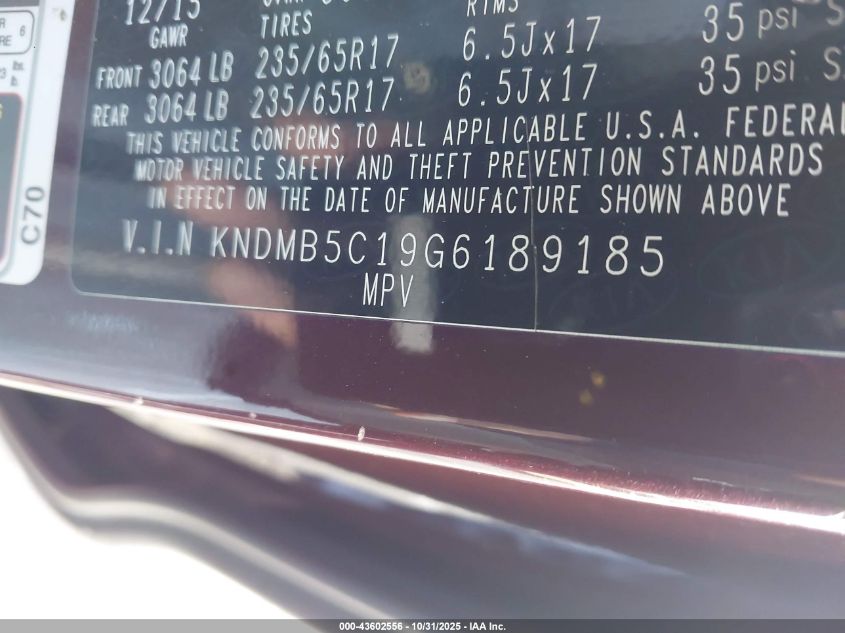 12/15
GAWR TIRES RIMS
FRONT 3064 LB 235/65R17 6.5Jx17 35 psi S
REAR 3064 LB 235/65R17 6.5Jx17 35 psi S
THIS VEHICLE CONFORMS TO ALL APPLICABLE U.S.A. FEDERAL
MOTOR VEHICLE SAFETY AND THEFT PREVENTION STANDARDS
IN EFFECT ON THE DATE OF MANUFACTURE SHOWN ABOVE
V.I.N KNDMB5C19G6189185
MPV
6
lbs.
C70
000-43602556 - 10/31/2025 - IAA Inc.